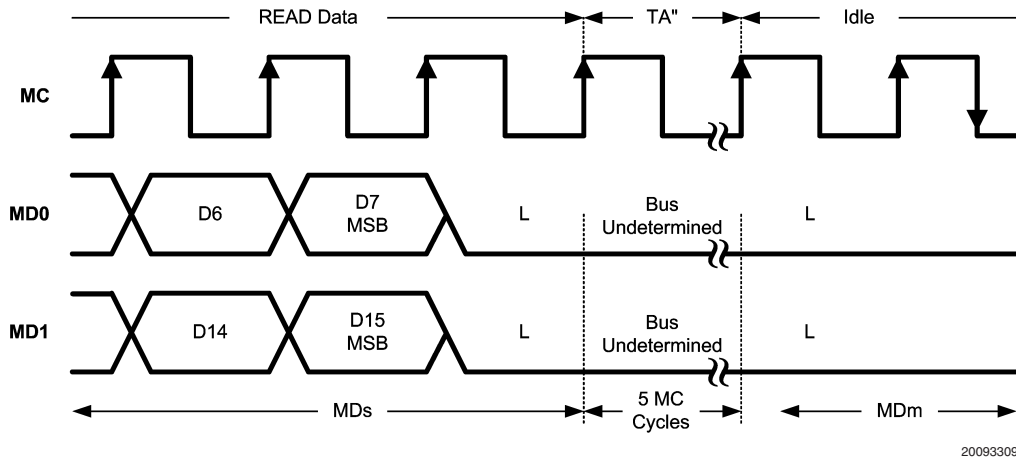 READ Data TA" Idle
MC
MD0 D6 D7 MSB L Bus Undetermined L
MD1 D14 D15 MSB L Bus Undetermined L
MDs 5 MC Cycles MDm
20093309